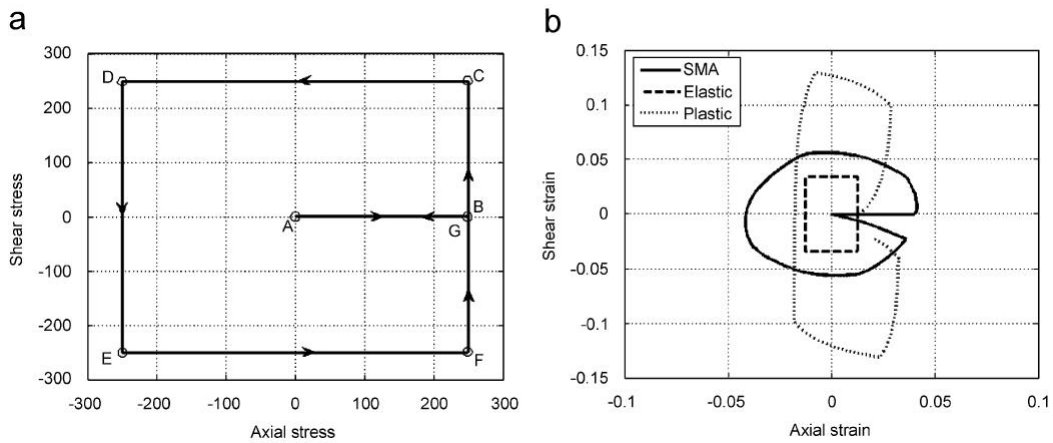 a
300
200
100
0
-100
-200
-300
Shear stress
D
C
A
B
G
E
F
-300 -200 -100 0 100 200 300
Axial stress
b
0.15
0.1
0.05
0
-0.05
-0.1
-0.15
Shear strain
SMA
Elastic
Plastic
-0.1 -0.05 0 0.05 0.1
Axial strain